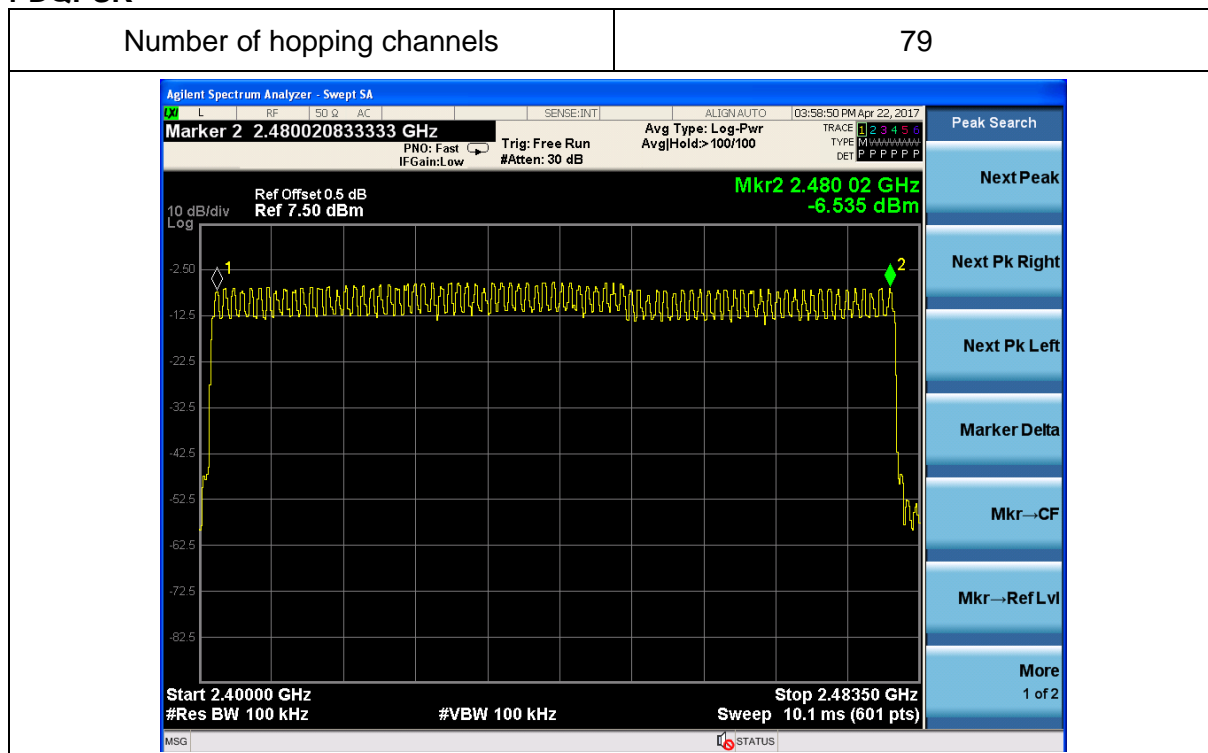 Number of hopping channels 79
Agilent Spectrum Analyzer - Swept SA
LXI L RF 50 Ω AC SENSE:INT ALIGN AUTO 03:58:50 PM Apr 22, 2017
Marker 2 2.480020833333 GHz
PNO: Fast
IFGain:Low
Trig: Free Run
#Atten: 30 dB
Avg Type: Log-Pwr
Avg|Hold:>100/100
TRACE 1 2 3 4 5 6
TYPE M
DET P P P P P P
Mkr2 2.480 02 GHz
-6.535 dBm
Ref Offset 0.5 dB
10 dB/div Ref 7.50 dBm
Log
1
2
-2.50
-12.5
-22.5
-32.5
-42.5
-52.5
-62.5
-72.5
-82.5
Start 2.40000 GHz Stop 2.48350 GHz
#Res BW 100 kHz #VBW 100 kHz Sweep 10.1 ms (601 pts)
MSG STATUS
Peak Search
Next Peak
Next Pk Right
Next Pk Left
Marker Delta
Mkr→CF
Mkr→Ref Lvl
More
1 of 2